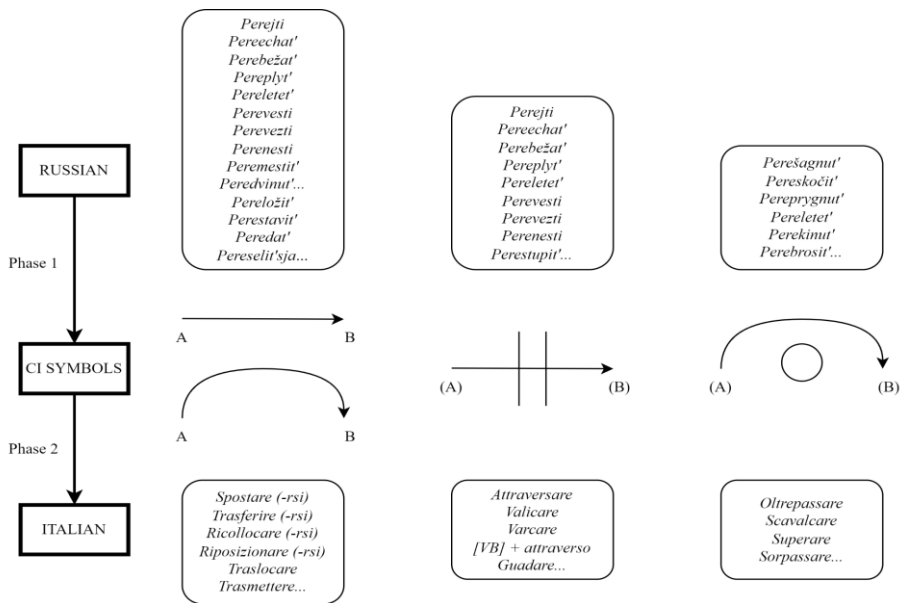 Perejti
Pereechat'
Perebežat'
Pereplyt'
Pereletet'
Perevesti
Perevezti
Perenesti
Peremestit'
Peredvinut'...
Pereložit'
Perestavit'
Peredat'
Pereselit'sja...
Perejti
Pereechat'
Perebežat'
Pereplyt'
Pereletet'
Perevesti
Perevezti
Perenesti
Perestupit'...
Perešagnut'
Pereskočit'
Pereprygnut'
Pereletet'
Perekinut'
Perebrosit'...
RUSSIAN
Phase 1
CI SYMBOLS
A
B
A
B
(A)
(B)
(A)
(B)
Phase 2
ITALIAN
Spostare (-rsi)
Trasferire (-rsi)
Ricollocare (-rsi)
Riposizionare (-rsi)
Traslocare
Trasmettere...
Attraversare
Valicare
Varcare
[VB] + attraverso
Guadare...
Oltrepassare
Scavalcare
Superare
Sorpassare...